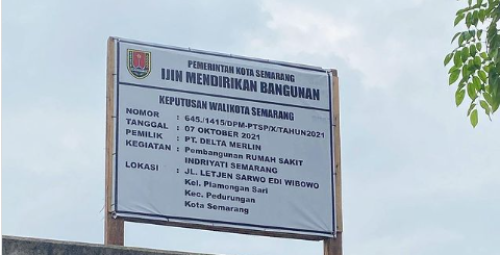 PEMERINTAH KOTA SEMARANG
IJIN MENDIRIKAN BANGUNAN
KEPUTUSAN WALIKOTA SEMARANG
NOMOR : 645./1415/DPM-PTSP/X/TAHUN2021
TANGGAL : 07 OKTOBER 2021
PEMILIK : PT. DELTA MERLIN
KEGIATAN : Pembangunan RUMAH SAKIT
INDRIYATI SEMARANG
LOKASI : JL. LETJEN SARWO EDI WIBOWO
Kel. Plamongan Sari
Kec. Pedurungan
Kota Semarang